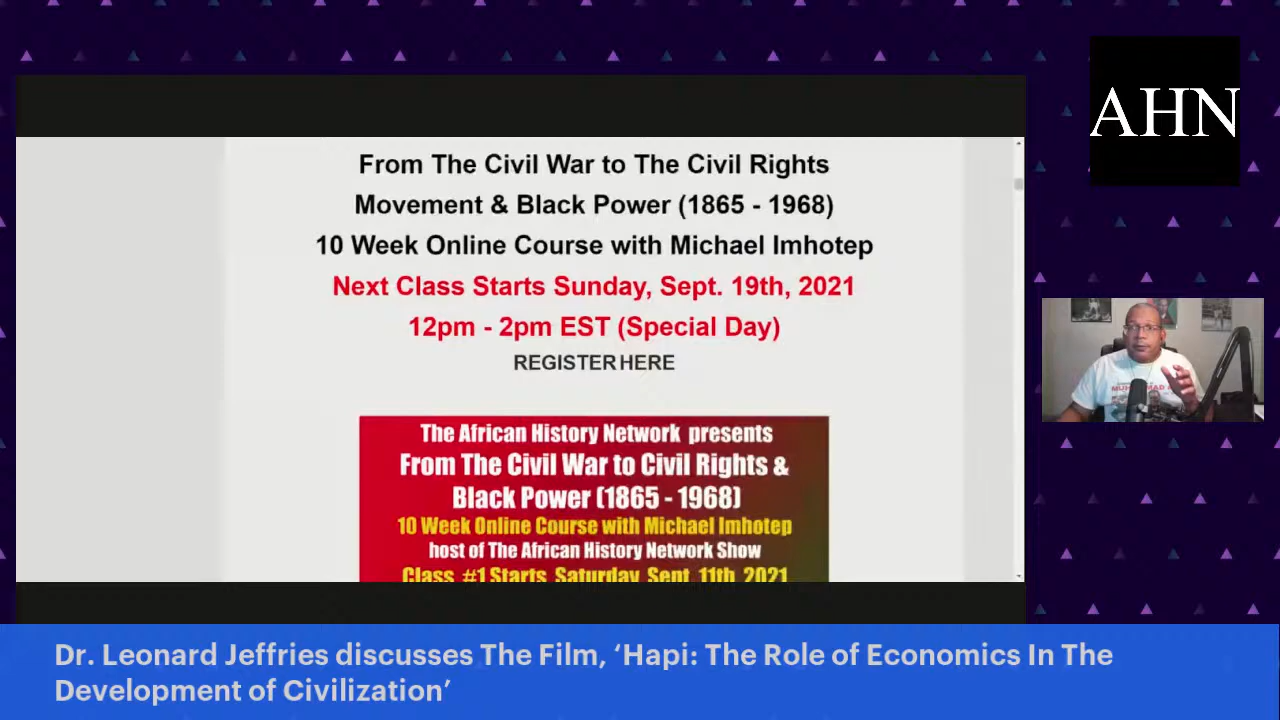 AHN
From The Civil War to The Civil Rights
Movement & Black Power (1865 - 1968)
10 Week Online Course with Michael Imhotep
Next Class Starts Sunday, Sept. 19th, 2021
12pm - 2pm EST (Special Day)
REGISTER HERE
The African History Network presents
From The Civil War to Civil Rights &
Black Power (1865 - 1968)
10 Week Online Course with Michael Imhotep
host of The African History Network Show
Class #1 Starts Saturday Sept. 11th 2021
Dr. Leonard Jeffries discusses The Film, ‘Hapi: The Role of Economics In The
Development of Civilization’